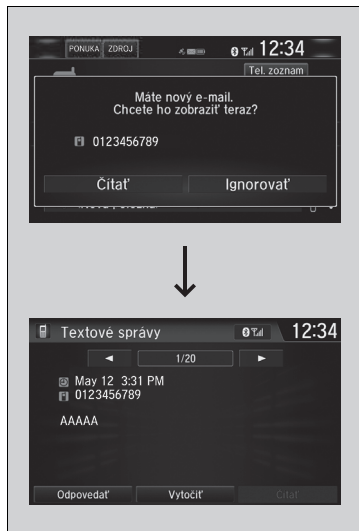 PONUKA ZDROJ 12:34
Tel. zoznam
Máte nový e-mail.
Chcete ho zobraziť teraz?
0123456789
Čítať Ignorovať
Textové správy 12:34
◄ 1/20 ►
May 12 3:31 PM
0123456789
AAAAA
Odpovedať Vytočiť Čítať